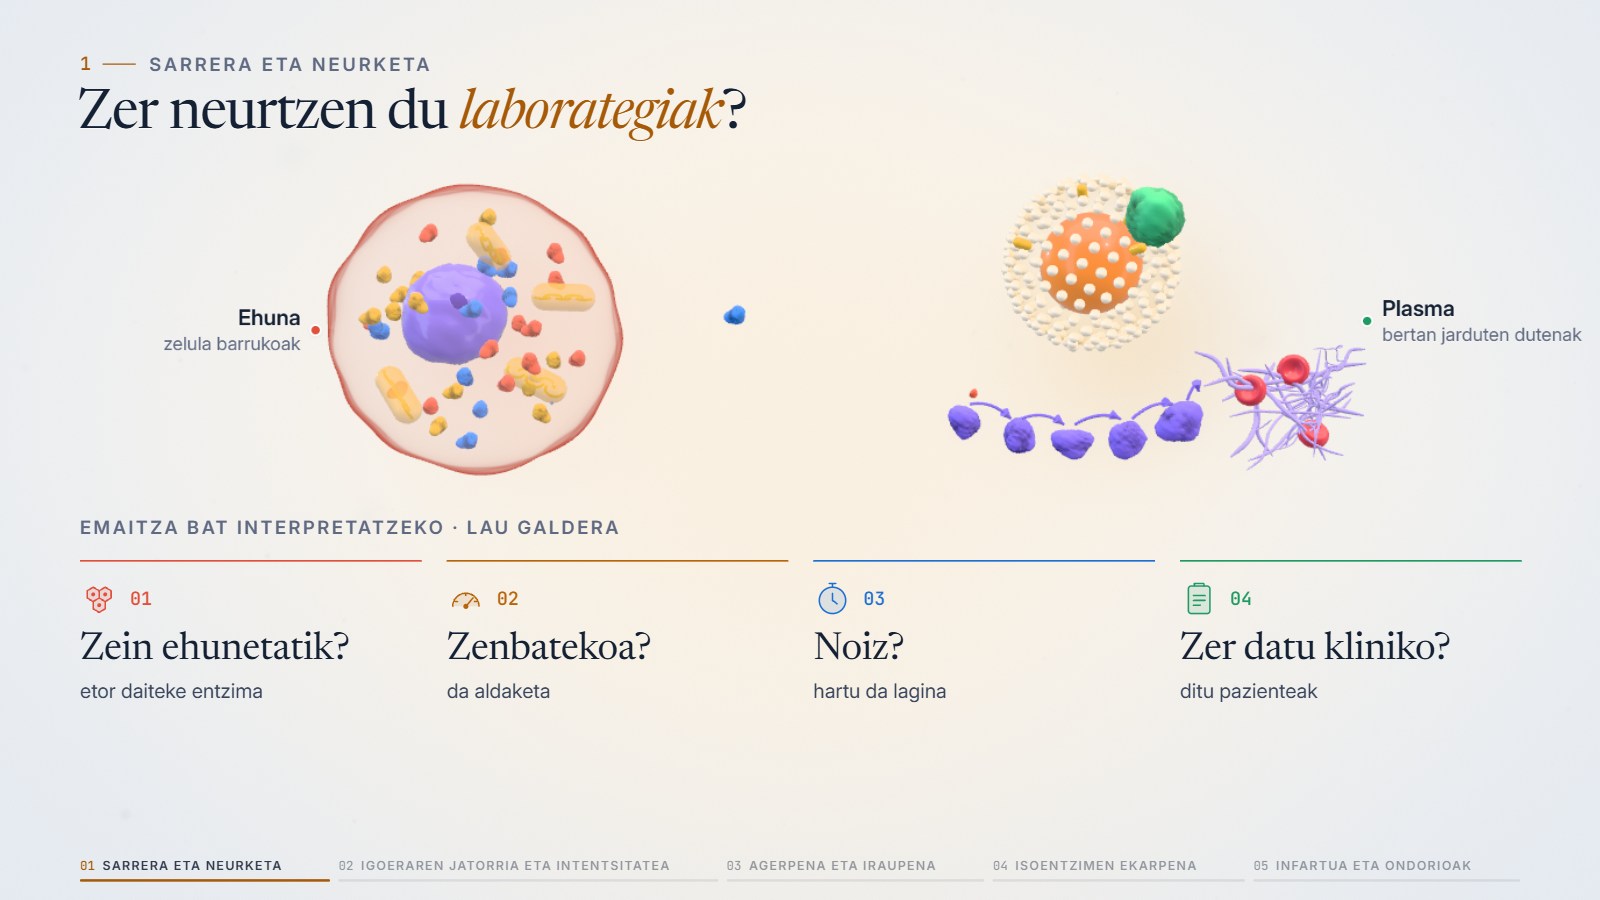 1 — SARRERA ETA NEURKETA
Zer neurtzen du laborategiak?
Ehuna
zelula barrukoak
Plasma
bertan jarduten dutenak
EMAITZA BAT INTERPRETATZEKO · LAU GALDERA
01
Zein ehunetatik?
etor daiteke entzima
02
Zenbatekoa?
da aldaketa
03
Noiz?
hartu da lagina
04
Zer datu kliniko?
ditu pazienteak
01 SARRERA ETA NEURKETA
02 IGOERAREN JATORRIA ETA INTENTSITATEA
03 AGERPENA ETA IRAUPENA
04 ISOENTZIMEN EKARPENA
05 INFARTUA ETA ONDORIOAK